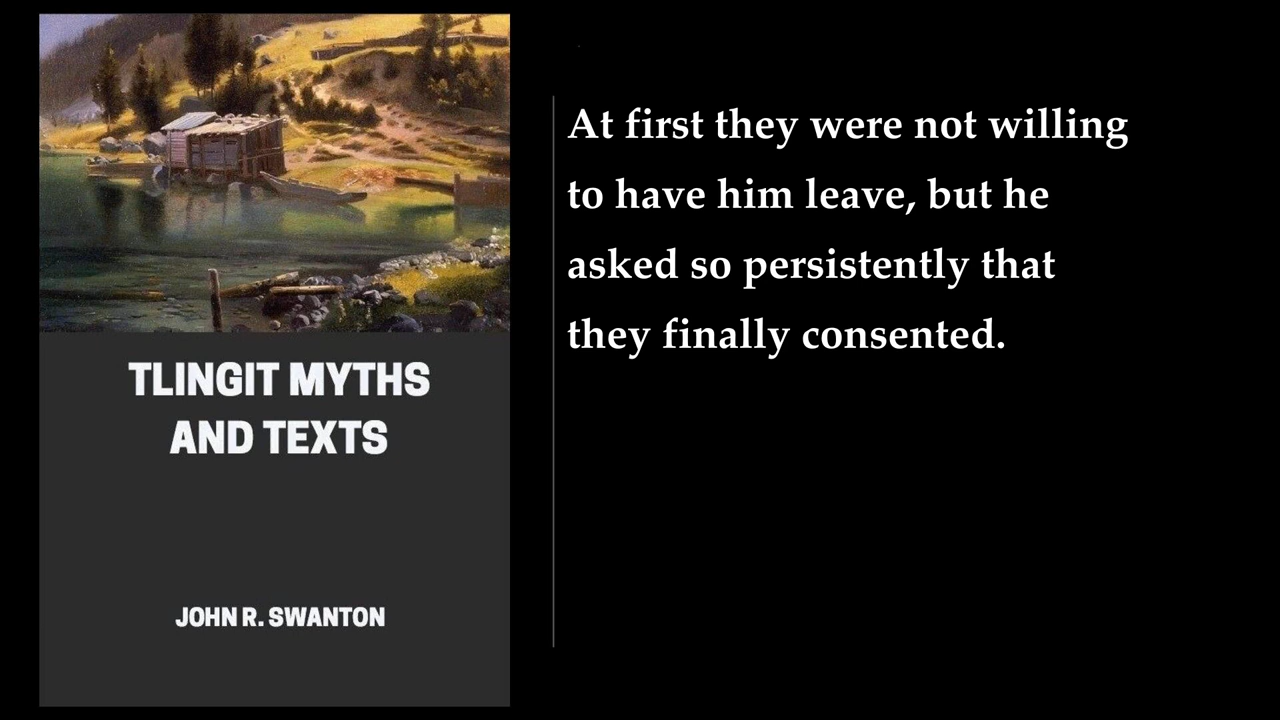 TLINGIT MYTHS
AND TEXTS
JOHN R. SWANTON
At first they were not willing
to have him leave, but he
asked so persistently that
they finally consented.